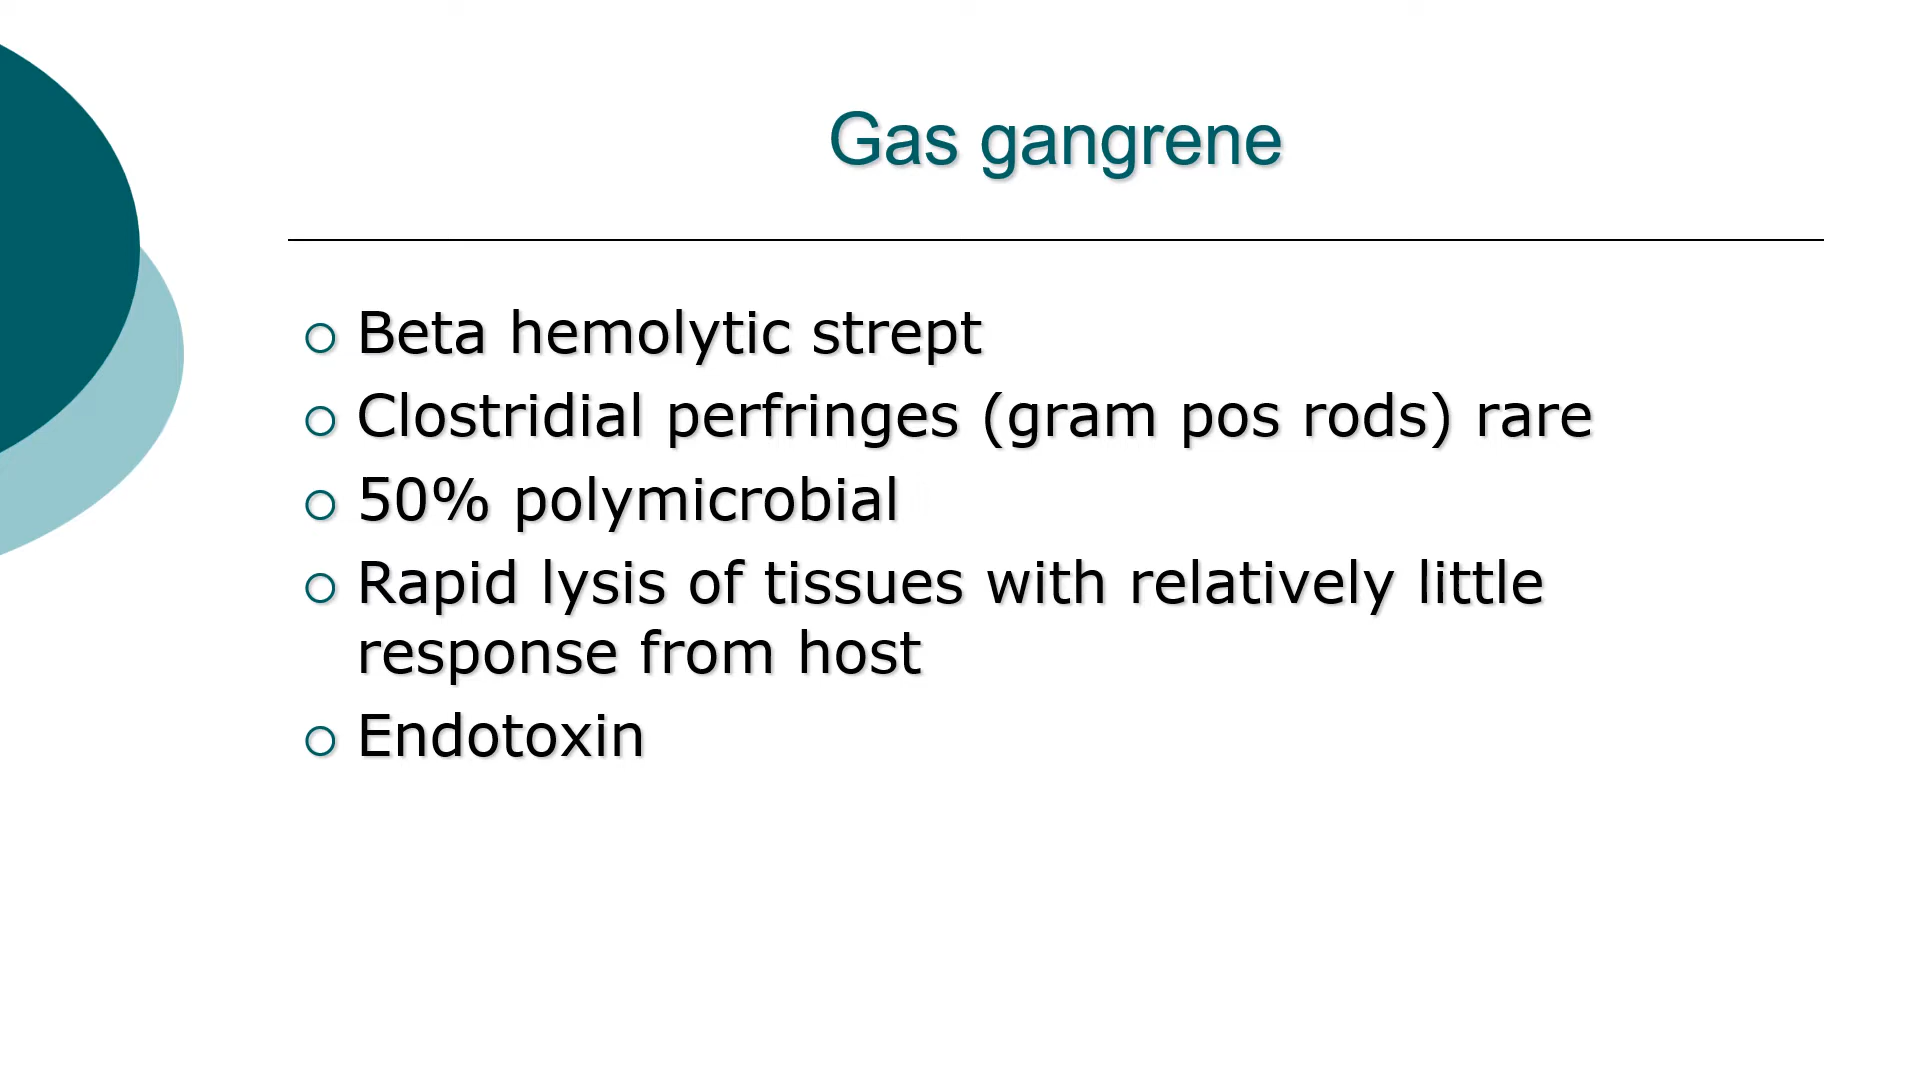 Gas gangrene
Beta hemolytic strept
Clostridial perfringes (gram pos rods) rare
50% polymicrobial
Rapid lysis of tissues with relatively little
response from host
Endotoxin